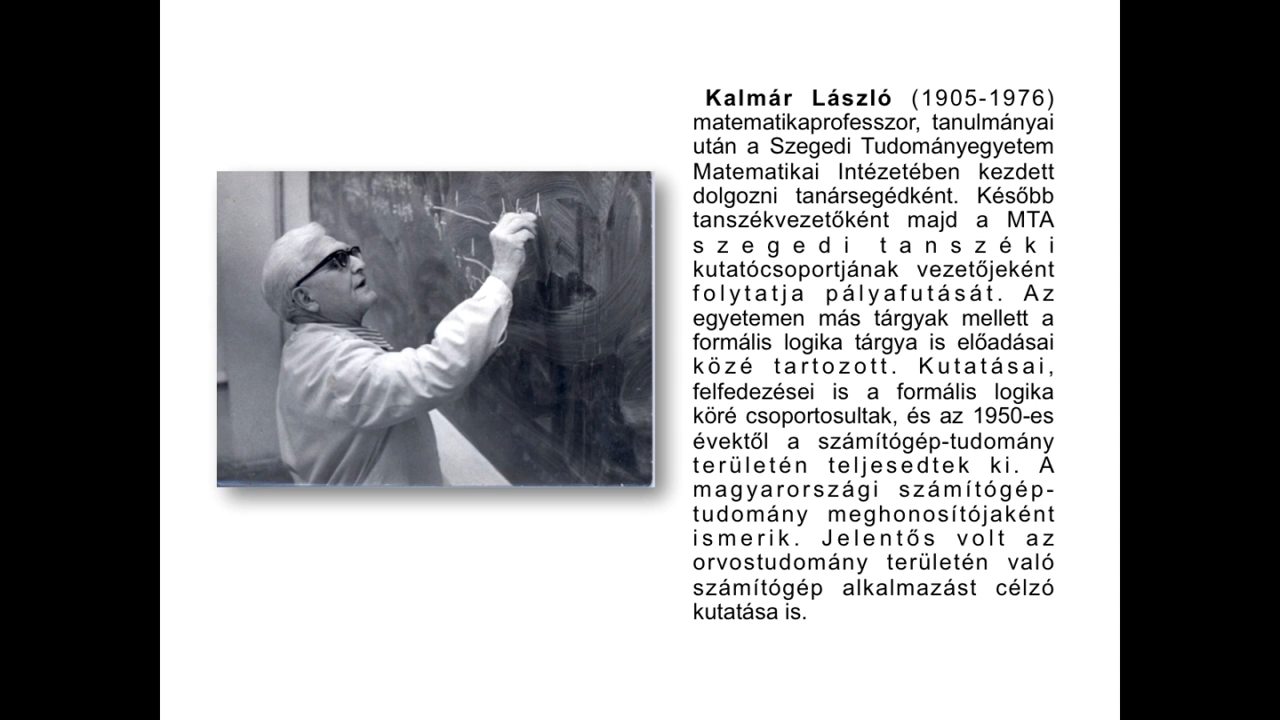 Kalmár László (1905-1976)
matematikaprofesszor, tanulmányai
után a Szegedi Tudományegyetem
Matematikai Intézetében kezdett
dolgozni tanársegédként. Később
tanszékvezetőként majd a MTA
szegedi tanszéki
kutatócsoportjának vezetőjeként
folytatja pályafutását. Az
egyetemen más tárgyak mellett a
formális logika tárgya is előadásai
közé tartozott. Kutatásai,
felfedezései is a formális logika
köré csoportosultak, és az 1950-es
évektől a számítógép-tudomány
területén teljesedtek ki. A
magyarországi számítógép-
tudomány meghonosítójaként
ismerik. Jelentős volt az
orvostudomány területén való
számítógép alkalmazást célzó
kutatása is.